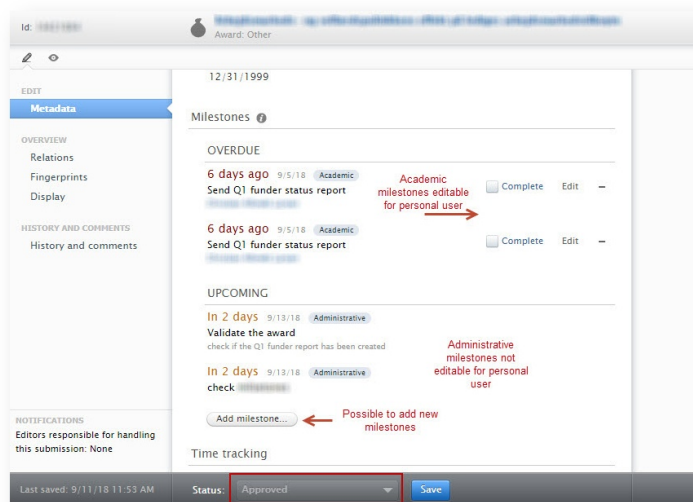 Id:
Award: Other
12/31/1999
EDIT
Metadata
OVERVIEW
Relations
Fingerprints
Display
HISTORY AND COMMENTS
History and comments
NOTIFICATIONS
Editors responsible for handling
this submission: None
Milestones i
OVERDUE
6 days ago 9/5/18 Academic
Send Q1 funder status report
Complete Edit –
6 days ago 9/5/18 Academic
Send Q1 funder status report
Complete Edit –
Academic
milestones editable
for personal user
UPCOMING
In 2 days 9/13/18 Administrative
Validate the award
check if the Q1 funder report has been created
In 2 days 9/13/18 Administrative
check
Administrative
milestones not
editable for personal
user
Add milestone...
Possible to add new
milestones
Time tracking
Last saved: 9/11/18 11:53 AM
Status: Approved
Save